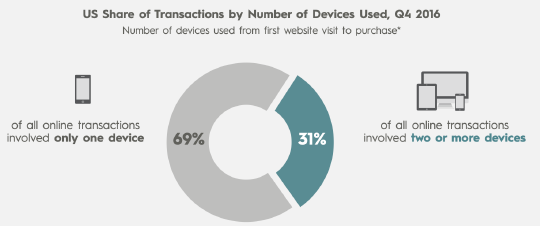 US Share of Transactions by Number of Devices Used, Q4 2016
Number of devices used from first website visit to purchase*
of all online transactions
involved only one device
69%
31%
of all online transactions
involved two or more devices